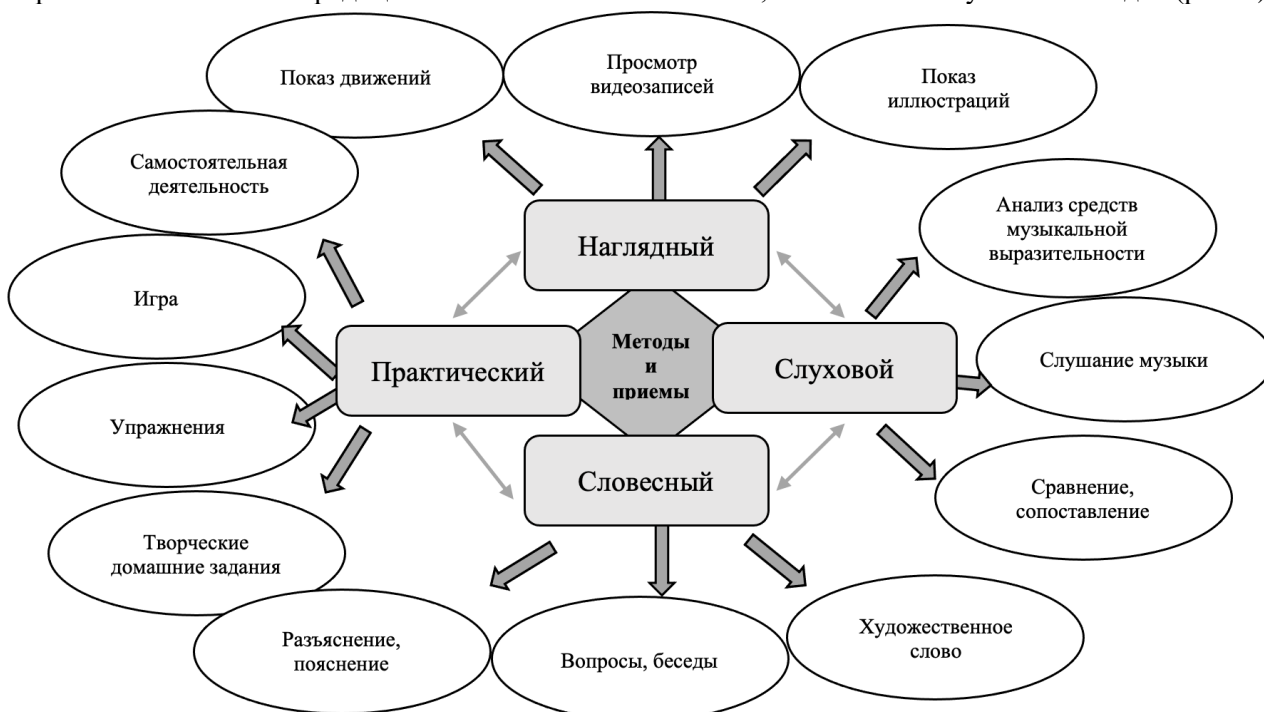 Показ движений
Просмотр
видеозаписей
Показ
иллюстраций
Самостоятельная
деятельность
Анализ средств
музыкальной
выразительности
Наглядный
Игра
Методы
и
приемы
Практический
Слуховой
Слушание музыки
Упражнения
Словесный
Сравнение,
сопоставление
Творческие
домашние задания
Разъяснение,
пояснение
Вопросы, беседы
Художественное
слово